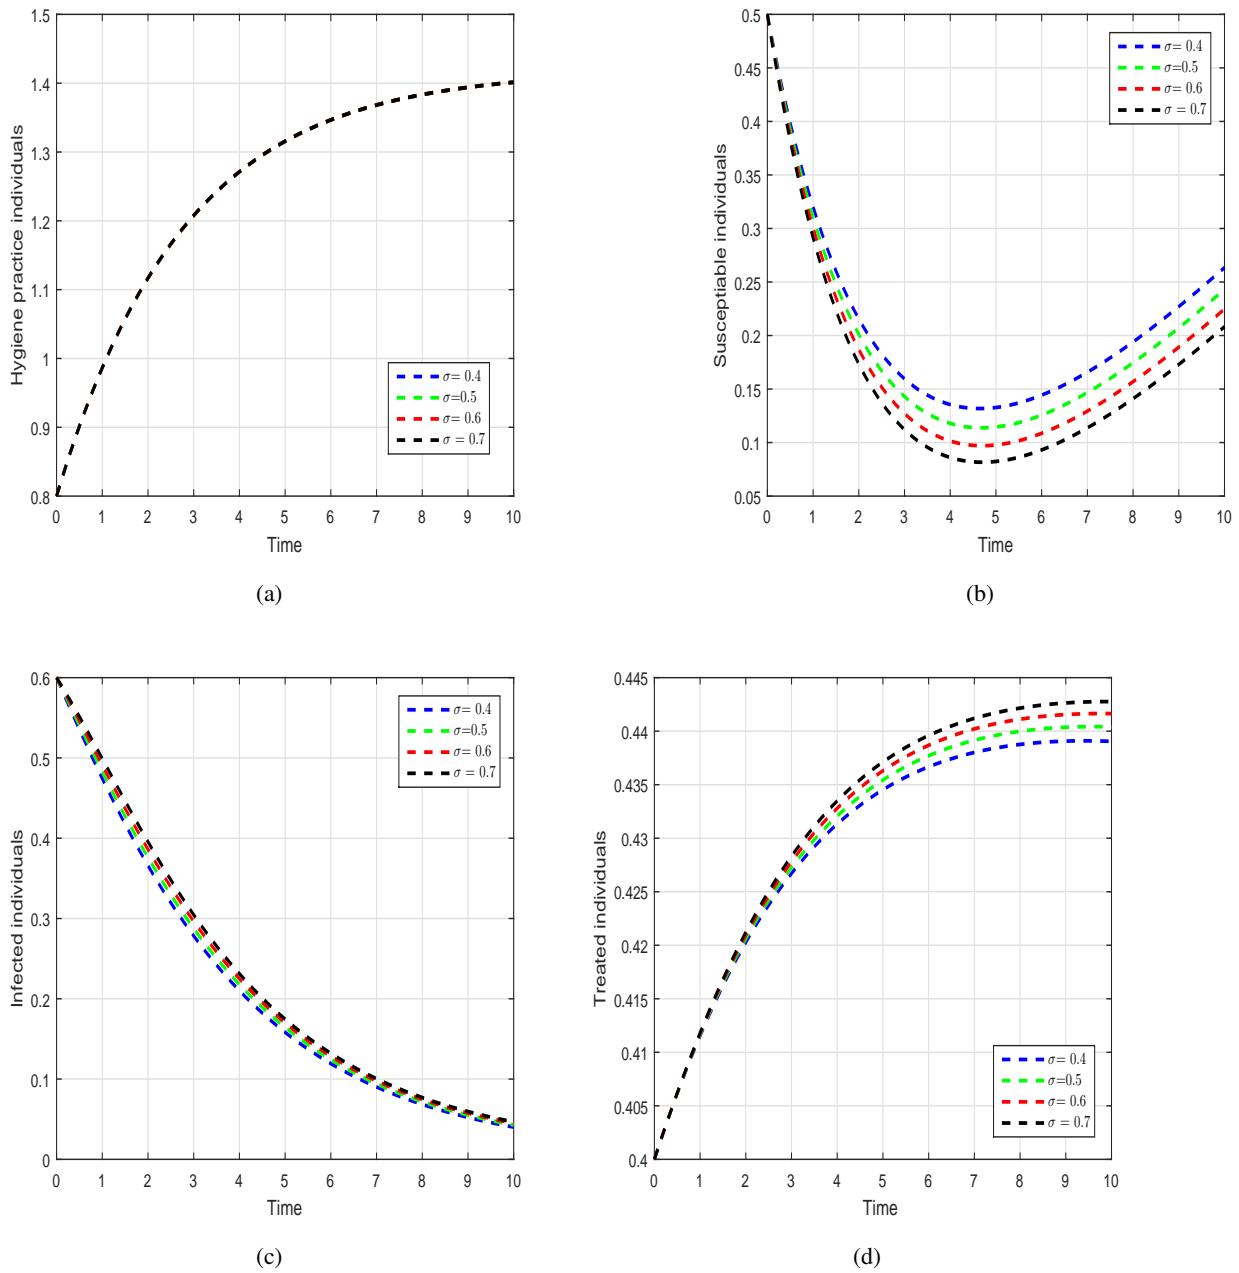 1.5
1.4
1.3
1.2
1.1
1
0.9
0.8
Hygiene practice individuals
σ= 0.4
σ=0.5
σ= 0.6
σ = 0.7
0 1 2 3 4 5 6 7 8 9 10
Time
(a)
0.5
0.45
0.4
0.35
0.3
0.25
0.2
0.15
0.1
0.05
Susceptiable individuals
σ= 0.4
σ=0.5
σ= 0.6
σ = 0.7
0 1 2 3 4 5 6 7 8 9 10
Time
(b)
0.6
0.5
0.4
0.3
0.2
0.1
0
Infected individuals
σ= 0.4
σ=0.5
σ= 0.6
σ = 0.7
0 1 2 3 4 5 6 7 8 9 10
Time
(c)
0.445
0.44
0.435
0.43
0.425
0.42
0.415
0.41
0.405
0.4
Treated individuals
σ= 0.4
σ=0.5
σ= 0.6
σ = 0.7
0 1 2 3 4 5 6 7 8 9 10
Time
(d)